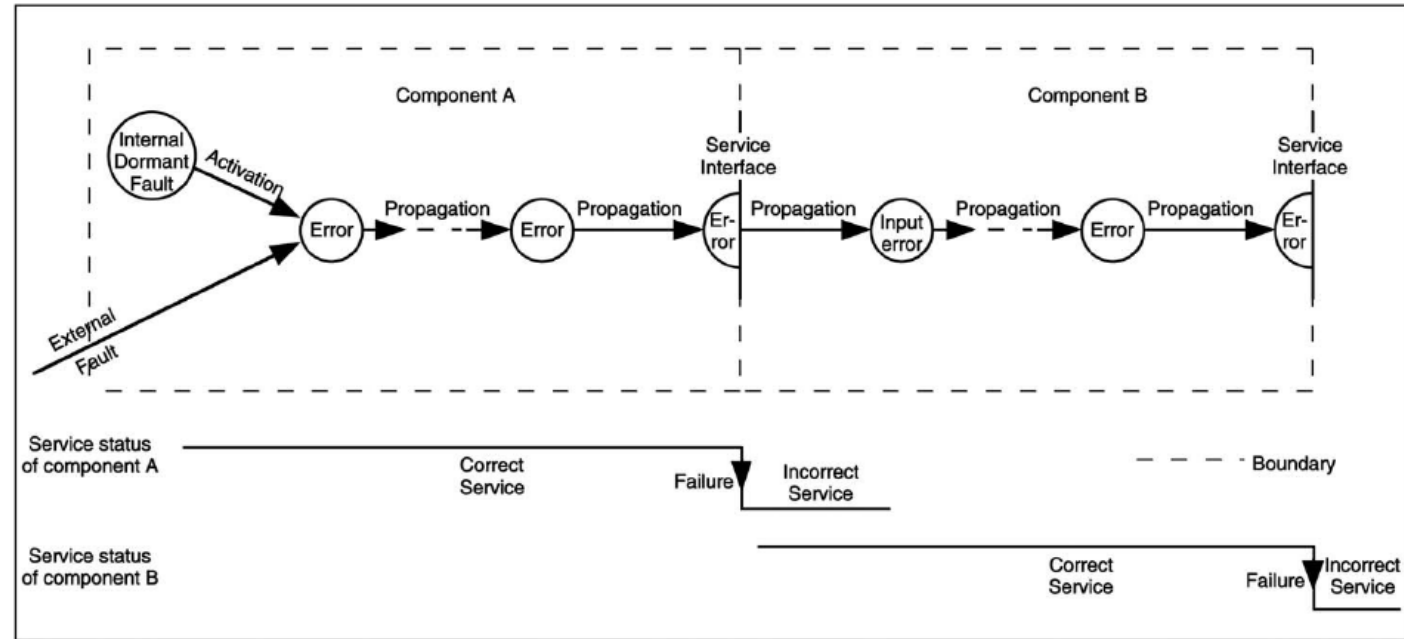 Component A
Component B
Internal
Dormant
Fault
Activation
Service
Interface
Service
Interface
Error
Propagation
Error
Propagation
Er-
ror
Propagation
Input
error
Propagation
Error
Propagation
Er-
ror
External
Fault
Service status
of component A
Correct
Service
Failure
Incorrect
Service
Boundary
Service status
of component B
Correct
Service
Failure
Incorrect
Service